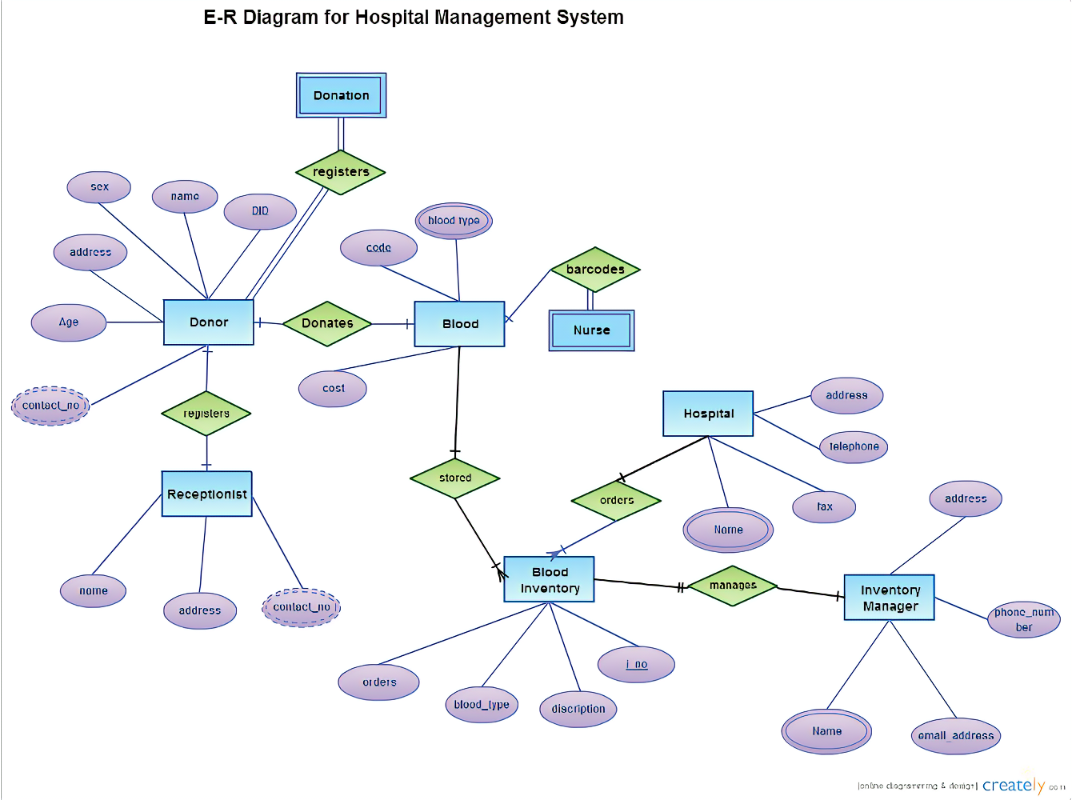 E-R Diagram for Hospital Management System
Donation
registers
sex
name
DID
blood type
code
address
barcodes
Age
Donor
Donates
Blood
Nurse
cost
contact_no
registers
Hospital
address
telephone
stored
Receptionist
orders
fax
Name
address
Blood
Inventory
manages
Inventory
Manager
nome
address
contact_no
phone_num
ber
orders
blood_type
discription
i_no
Name
email_address
[online diagramming & design]
creately
.com